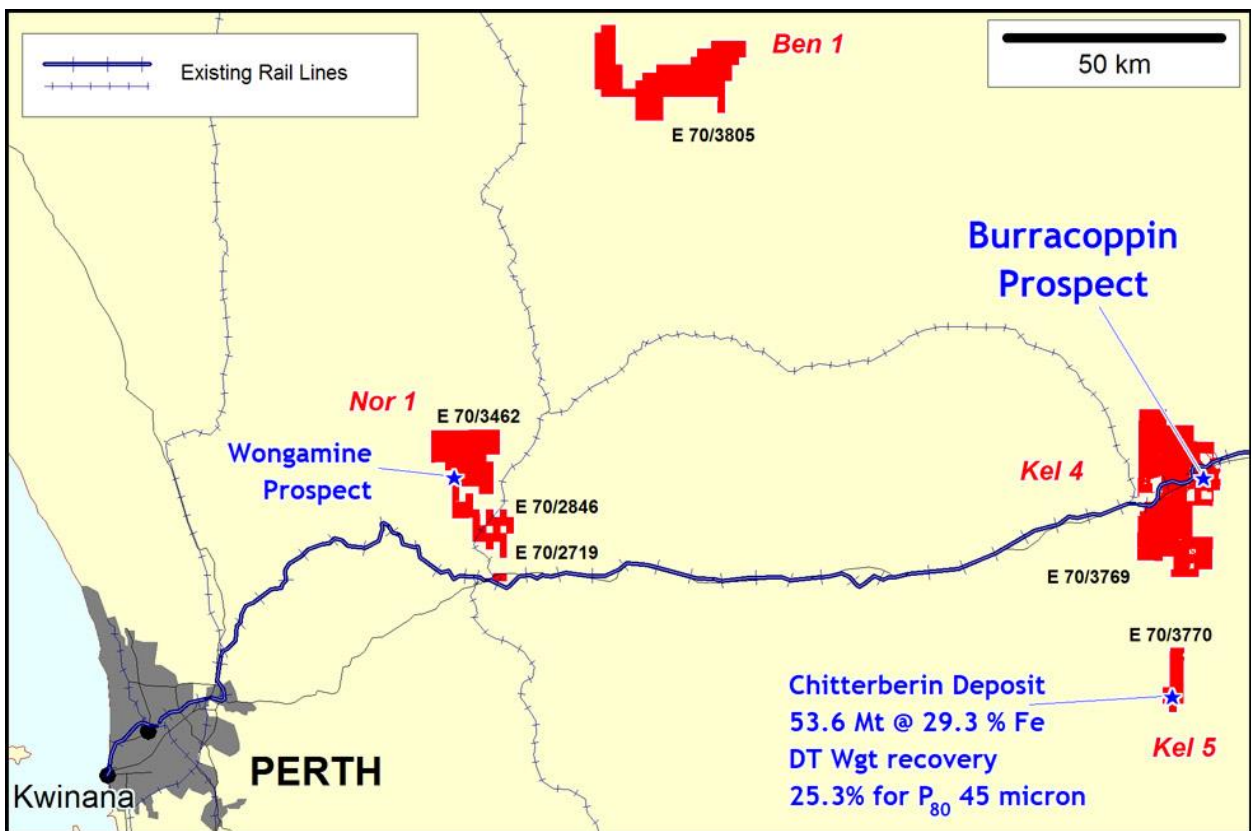 Existing Rail Lines
Ben 1
50 km
E 70/3805
Burracoppin
Prospect
Nor 1
E 70/3462
Wongamine
Prospect
Kel 4
E 70/2846
E 70/2719
E 70/3769
E 70/3770
Chitterberin Deposit
53.6 Mt @ 29.3 % Fe
DT Wgt recovery
25.3% for P80 45 micron
Kel 5
PERTH
Kwinana